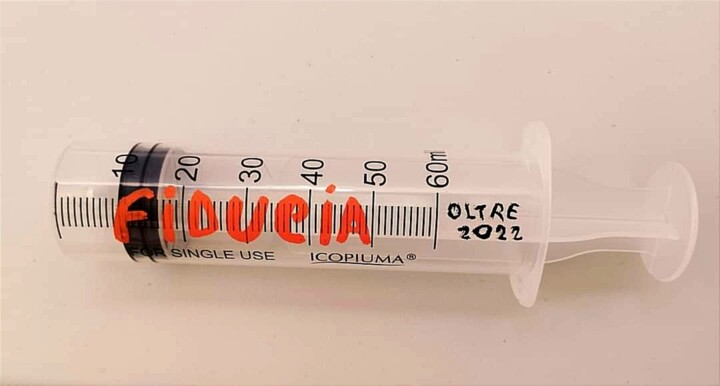 10 20 30 40 50 60ml
FiDUCiA
OLTRE
2022
FOR SINGLE USE ICOPIUMA®